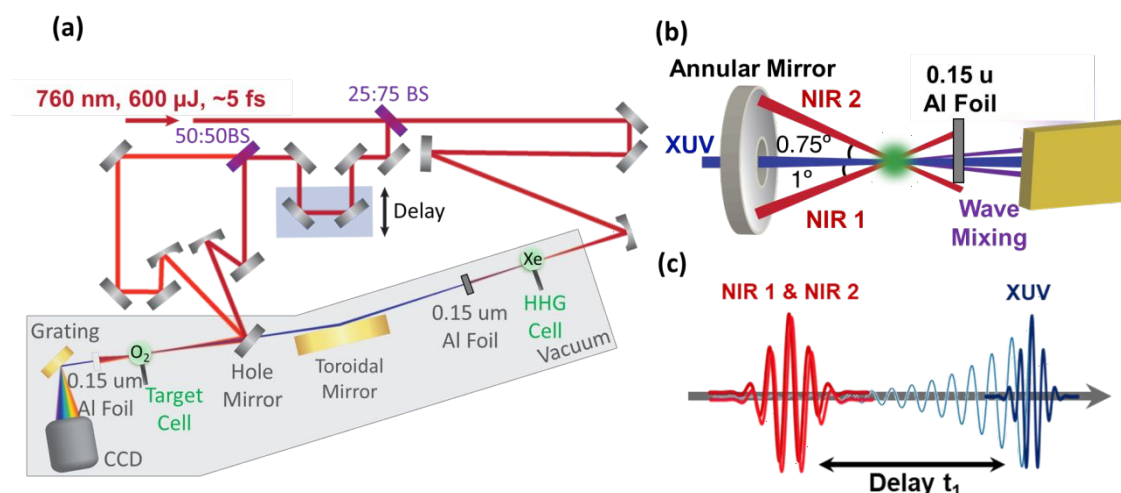 (a)
760 nm, 600 µJ, ~5 fs
25:75 BS
50:50BS
Delay
Xe
HHG
Cell
0.15 um
Al Foil
Vacuum
Grating
O2
0.15 um
Al Foil
Target
Cell
Hole
Mirror
Toroidal
Mirror
CCD
(b)
Annular Mirror
NIR 2
0.15 u
Al Foil
XUV
0.75°
1°
NIR 1
Wave
Mixing
(c)
NIR 1 & NIR 2
XUV
Delay t1